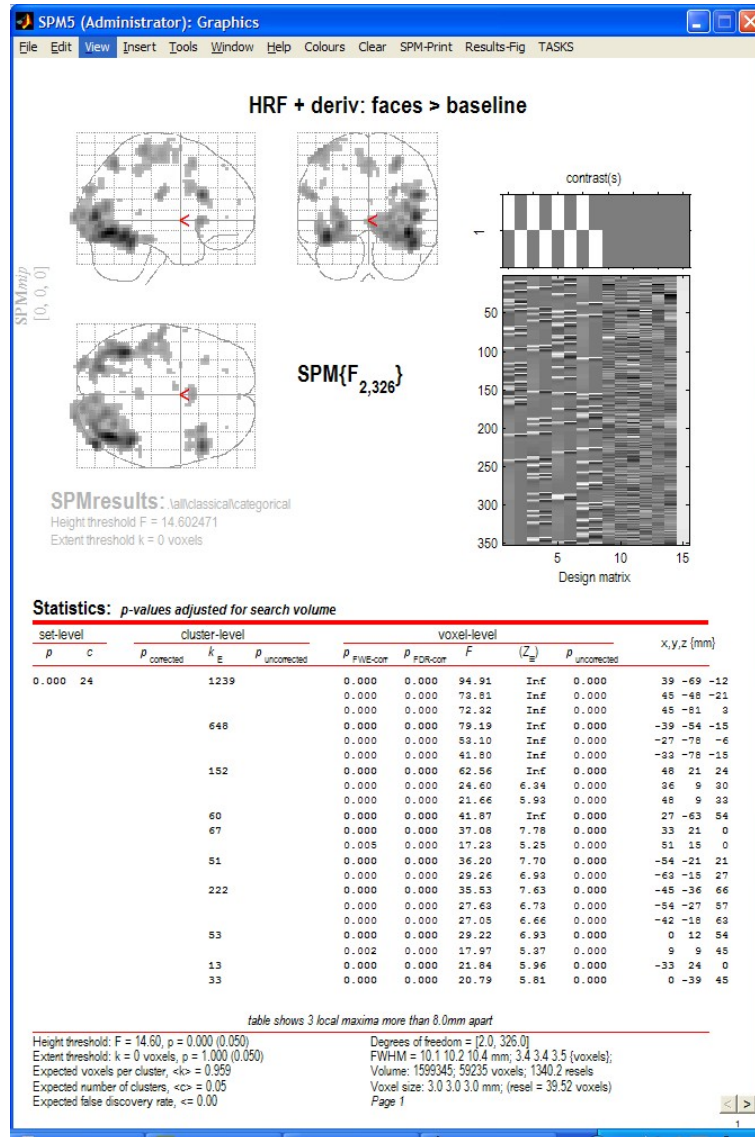 SPM5 (Administrator): Graphics
File Edit View Insert Tools Window Help Colours Clear SPM-Print Results-Fig TASKS
HRF + deriv: faces > baseline
SPMmip
[0, 0, 0]
<
<
<
SPM{F2,326}
contrast(s)
1
50
100
150
200
250
300
350
5 10 15
Design matrix
SPMresults: .\all\classical\categorical
Height threshold F = 14.602471
Extent threshold k = 0 voxels
Statistics: p-values adjusted for search volume
set-level cluster-level voxel-level x,y,z {mm}
p c p corrected k E p uncorrected p FWE-corr p FDR-corr F (Z≡) p uncorrected
0.000 24 1239 0.000 0.000 94.91 Inf 0.000 39 -69 -12
0.000 0.000 73.81 Inf 0.000 45 -48 -21
0.000 0.000 72.32 Inf 0.000 45 -81 3
648 0.000 0.000 79.19 Inf 0.000 -39 -54 -15
0.000 0.000 53.10 Inf 0.000 -27 -78 -6
0.000 0.000 41.80 Inf 0.000 -33 -78 -15
152 0.000 0.000 62.56 Inf 0.000 48 21 24
0.000 0.000 24.60 6.34 0.000 36 9 30
0.000 0.000 21.66 5.93 0.000 48 9 33
60 0.000 0.000 41.87 Inf 0.000 27 -63 54
67 0.000 0.000 37.08 7.78 0.000 33 21 0
0.005 0.000 17.23 5.25 0.000 51 15 0
51 0.000 0.000 36.20 7.70 0.000 -54 -21 21
0.000 0.000 29.26 6.93 0.000 -63 -15 27
222 0.000 0.000 35.53 7.63 0.000 -45 -36 66
0.000 0.000 27.63 6.73 0.000 -54 -27 57
0.000 0.000 27.05 6.66 0.000 -42 -18 63
53 0.000 0.000 29.22 6.93 0.000 0 12 54
0.002 0.000 17.97 5.37 0.000 9 9 45
13 0.000 0.000 21.84 5.96 0.000 -33 24 0
33 0.000 0.000 20.79 5.81 0.000 0 -39 45
table shows 3 local maxima more than 8.0mm apart
Height threshold: F = 14.60, p = 0.000 (0.050)
Extent threshold: k = 0 voxels, p = 1.000 (0.050)
Expected voxels per cluster, <k> = 0.959
Expected number of clusters, <c> = 0.05
Expected false discovery rate, <= 0.00
Degrees of freedom = [2.0, 326.0]
FWHM = 10.1 10.2 10.4 mm; 3.4 3.4 3.5 {voxels};
Volume: 1599345; 59235 voxels; 1340.2 resels
Voxel size: 3.0 3.0 3.0 mm; (resel = 39.52 voxels)
Page 1
< >
1